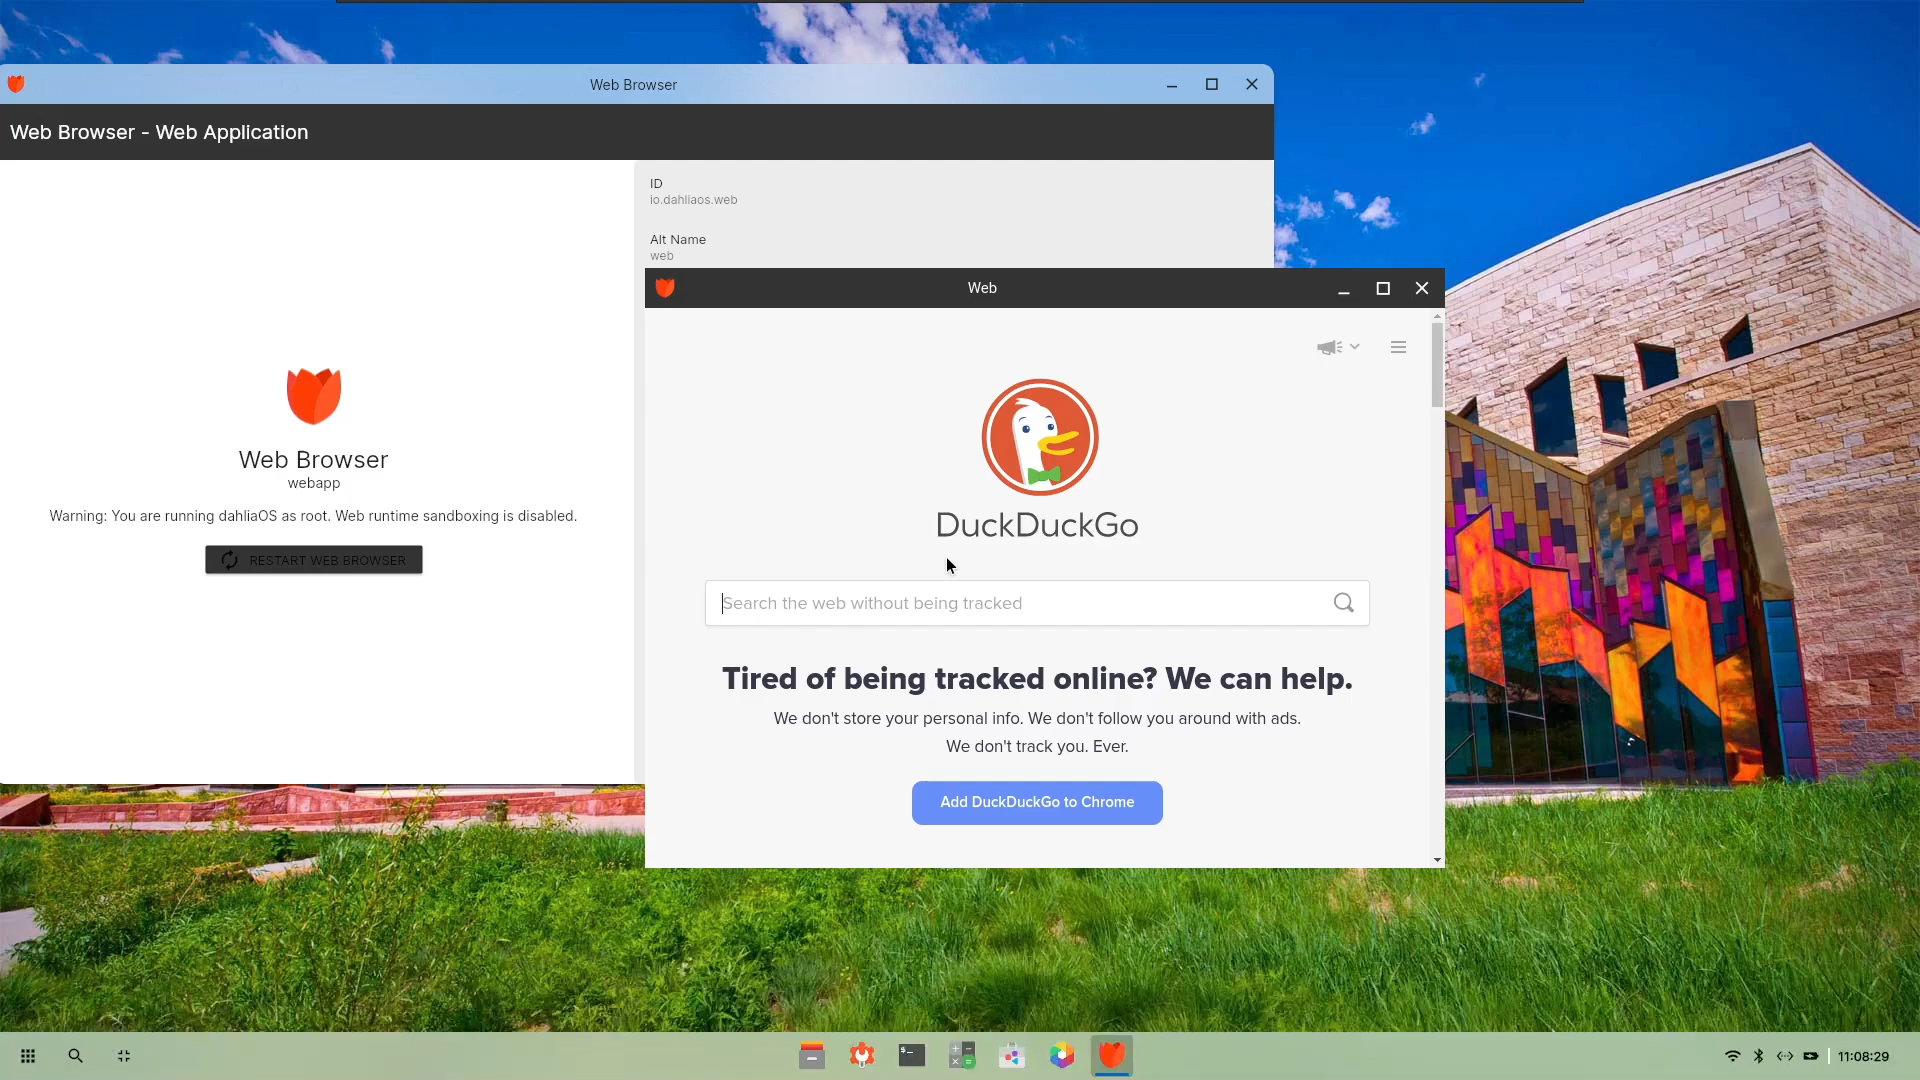 Web Browser
Web Browser - Web Application
ID
io.dahliaos.web
Alt Name
web
Web Browser
webapp
Warning: You are running dahliaOS as root. Web runtime sandboxing is disabled.
RESTART WEB BROWSER
Web
DuckDuckGo
Search the web without being tracked
Tired of being tracked online? We can help.
We don't store your personal info. We don't follow you around with ads.
We don't track you. Ever.
Add DuckDuckGo to Chrome
11:08:29